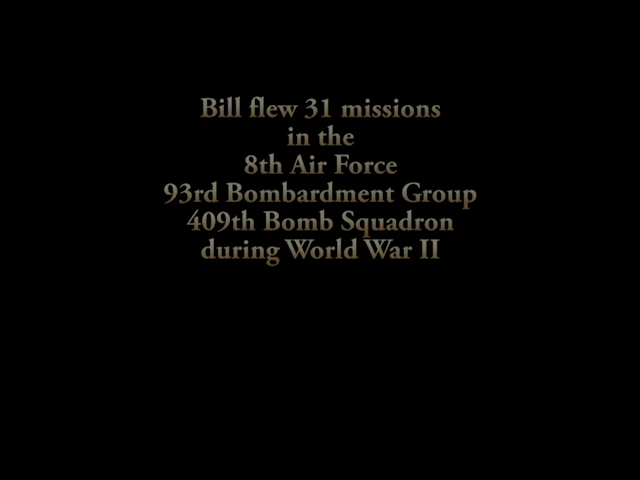 Bill flew 31 missions
in the
8th Air Force
93rd Bombardment Group
409th Bomb Squadron
during World War II